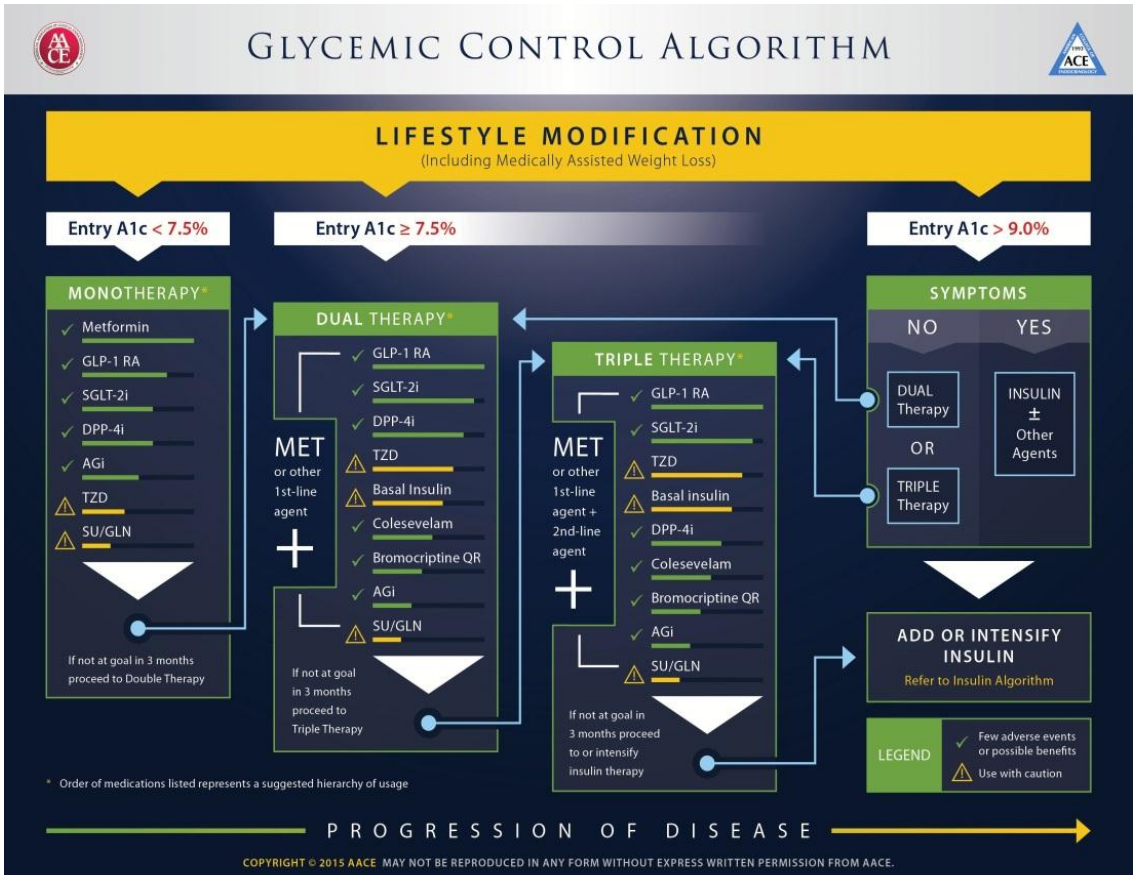 AACE
GLYCEMIC CONTROL ALGORITHM
1993
ACE
ENDOCRINOLOGY
LIFESTYLE MODIFICATION
(Including Medically Assisted Weight Loss)
Entry A1c < 7.5%
Entry A1c ≥ 7.5%
Entry A1c > 9.0%
MONOTHERAPY*
✓ Metformin
✓ GLP-1 RA
✓ SGLT-2i
✓ DPP-4i
✓ AGi
⚠ TZD
⚠ SU/GLN
If not at goal in 3 months
proceed to Double Therapy
DUAL THERAPY*
MET
or other
1st-line
agent
+
✓ GLP-1 RA
✓ SGLT-2i
✓ DPP-4i
⚠ TZD
⚠ Basal Insulin
✓ Colesevelam
✓ Bromocriptine QR
✓ AGi
⚠ SU/GLN
If not at goal
in 3 months
proceed to
Triple Therapy
TRIPLE THERAPY*
MET
or other
1st-line
agent +
2nd-line
agent
+
✓ GLP-1 RA
✓ SGLT-2i
⚠ TZD
⚠ Basal insulin
✓ DPP-4i
✓ Colesevelam
✓ Bromocriptine QR
✓ AGi
⚠ SU/GLN
If not at goal in
3 months proceed
to or intensify
insulin therapy
SYMPTOMS
NO
YES
DUAL
Therapy
OR
TRIPLE
Therapy
INSULIN
±
Other
Agents
ADD OR INTENSIFY
INSULIN
Refer to Insulin Algorithm
LEGEND
✓ Few adverse events
or possible benefits
⚠ Use with caution
* Order of medications listed represents a suggested hierarchy of usage
PROGRESSION OF DISEASE
COPYRIGHT © 2015 AACE MAY NOT BE REPRODUCED IN ANY FORM WITHOUT EXPRESS WRITTEN PERMISSION FROM AACE.